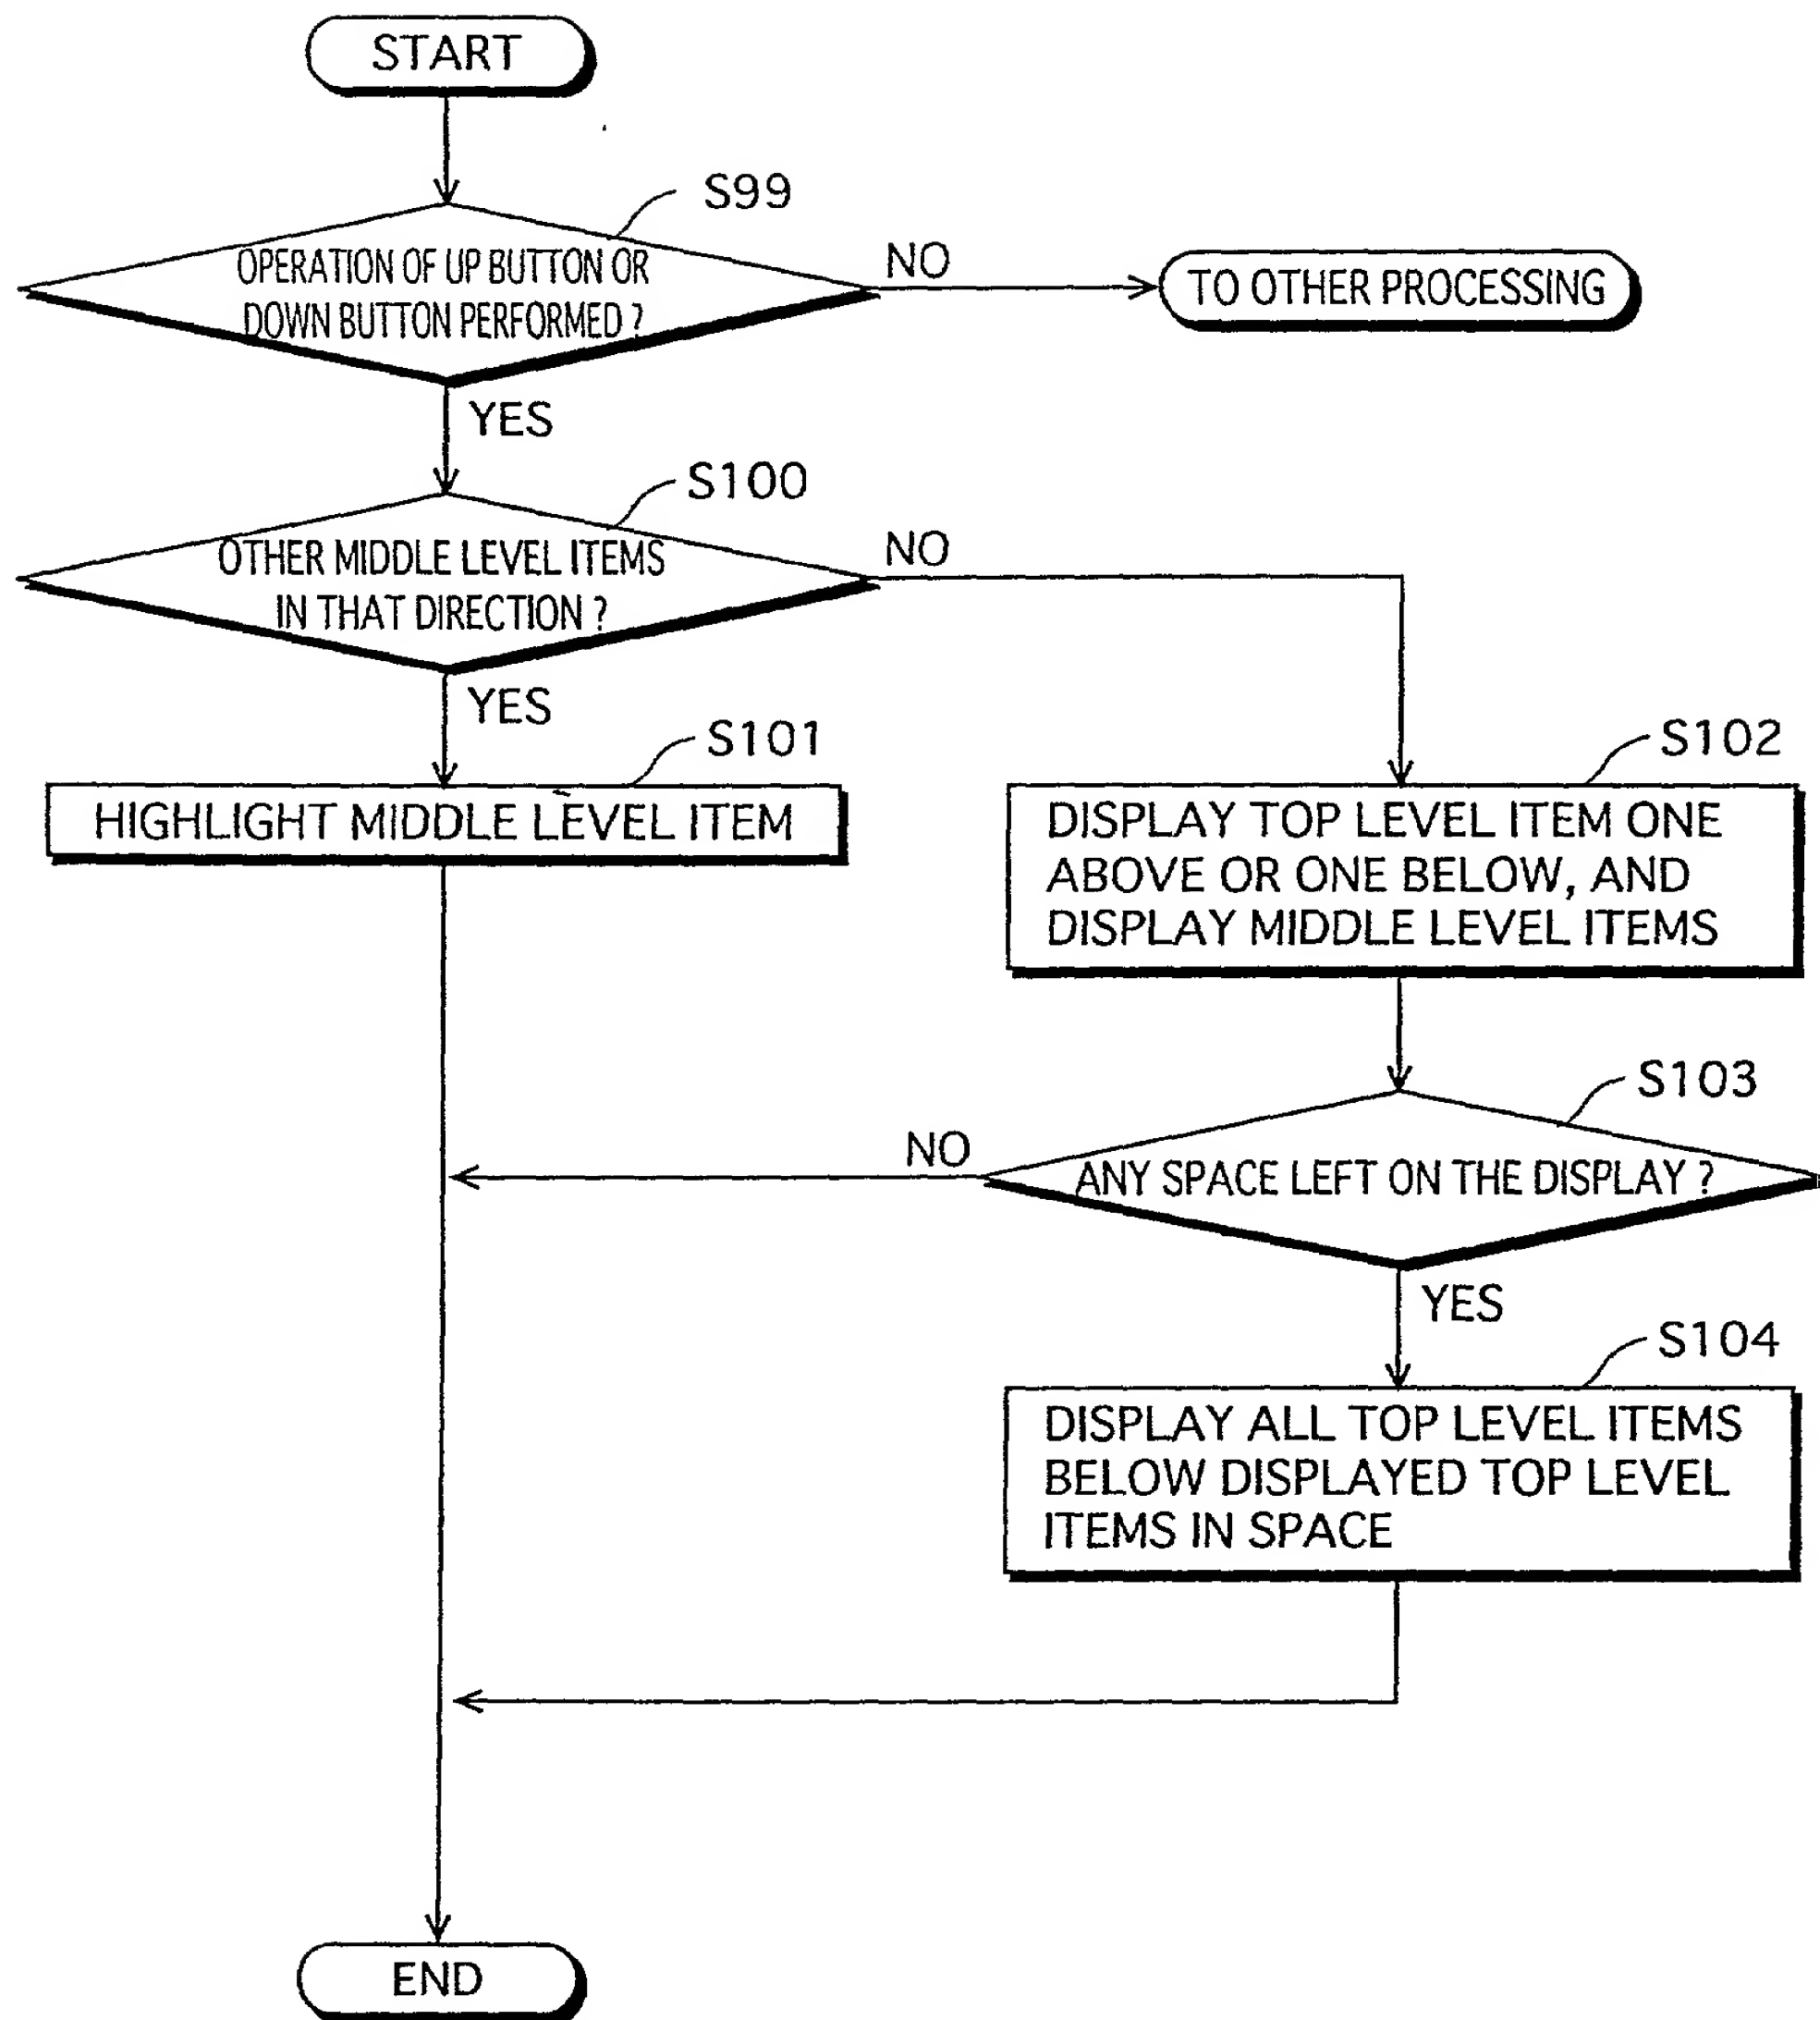 START
S99
OPERATION OF UP BUTTON OR
DOWN BUTTON PERFORMED ?
NO
TO OTHER PROCESSING
YES
S100
OTHER MIDDLE LEVEL ITEMS
IN THAT DIRECTION ?
NO
YES
S101
HIGHLIGHT MIDDLE LEVEL ITEM
S102
DISPLAY TOP LEVEL ITEM ONE
ABOVE OR ONE BELOW, AND
DISPLAY MIDDLE LEVEL ITEMS
S103
NO
ANY SPACE LEFT ON THE DISPLAY ?
YES
S104
DISPLAY ALL TOP LEVEL ITEMS
BELOW DISPLAYED TOP LEVEL
ITEMS IN SPACE
END